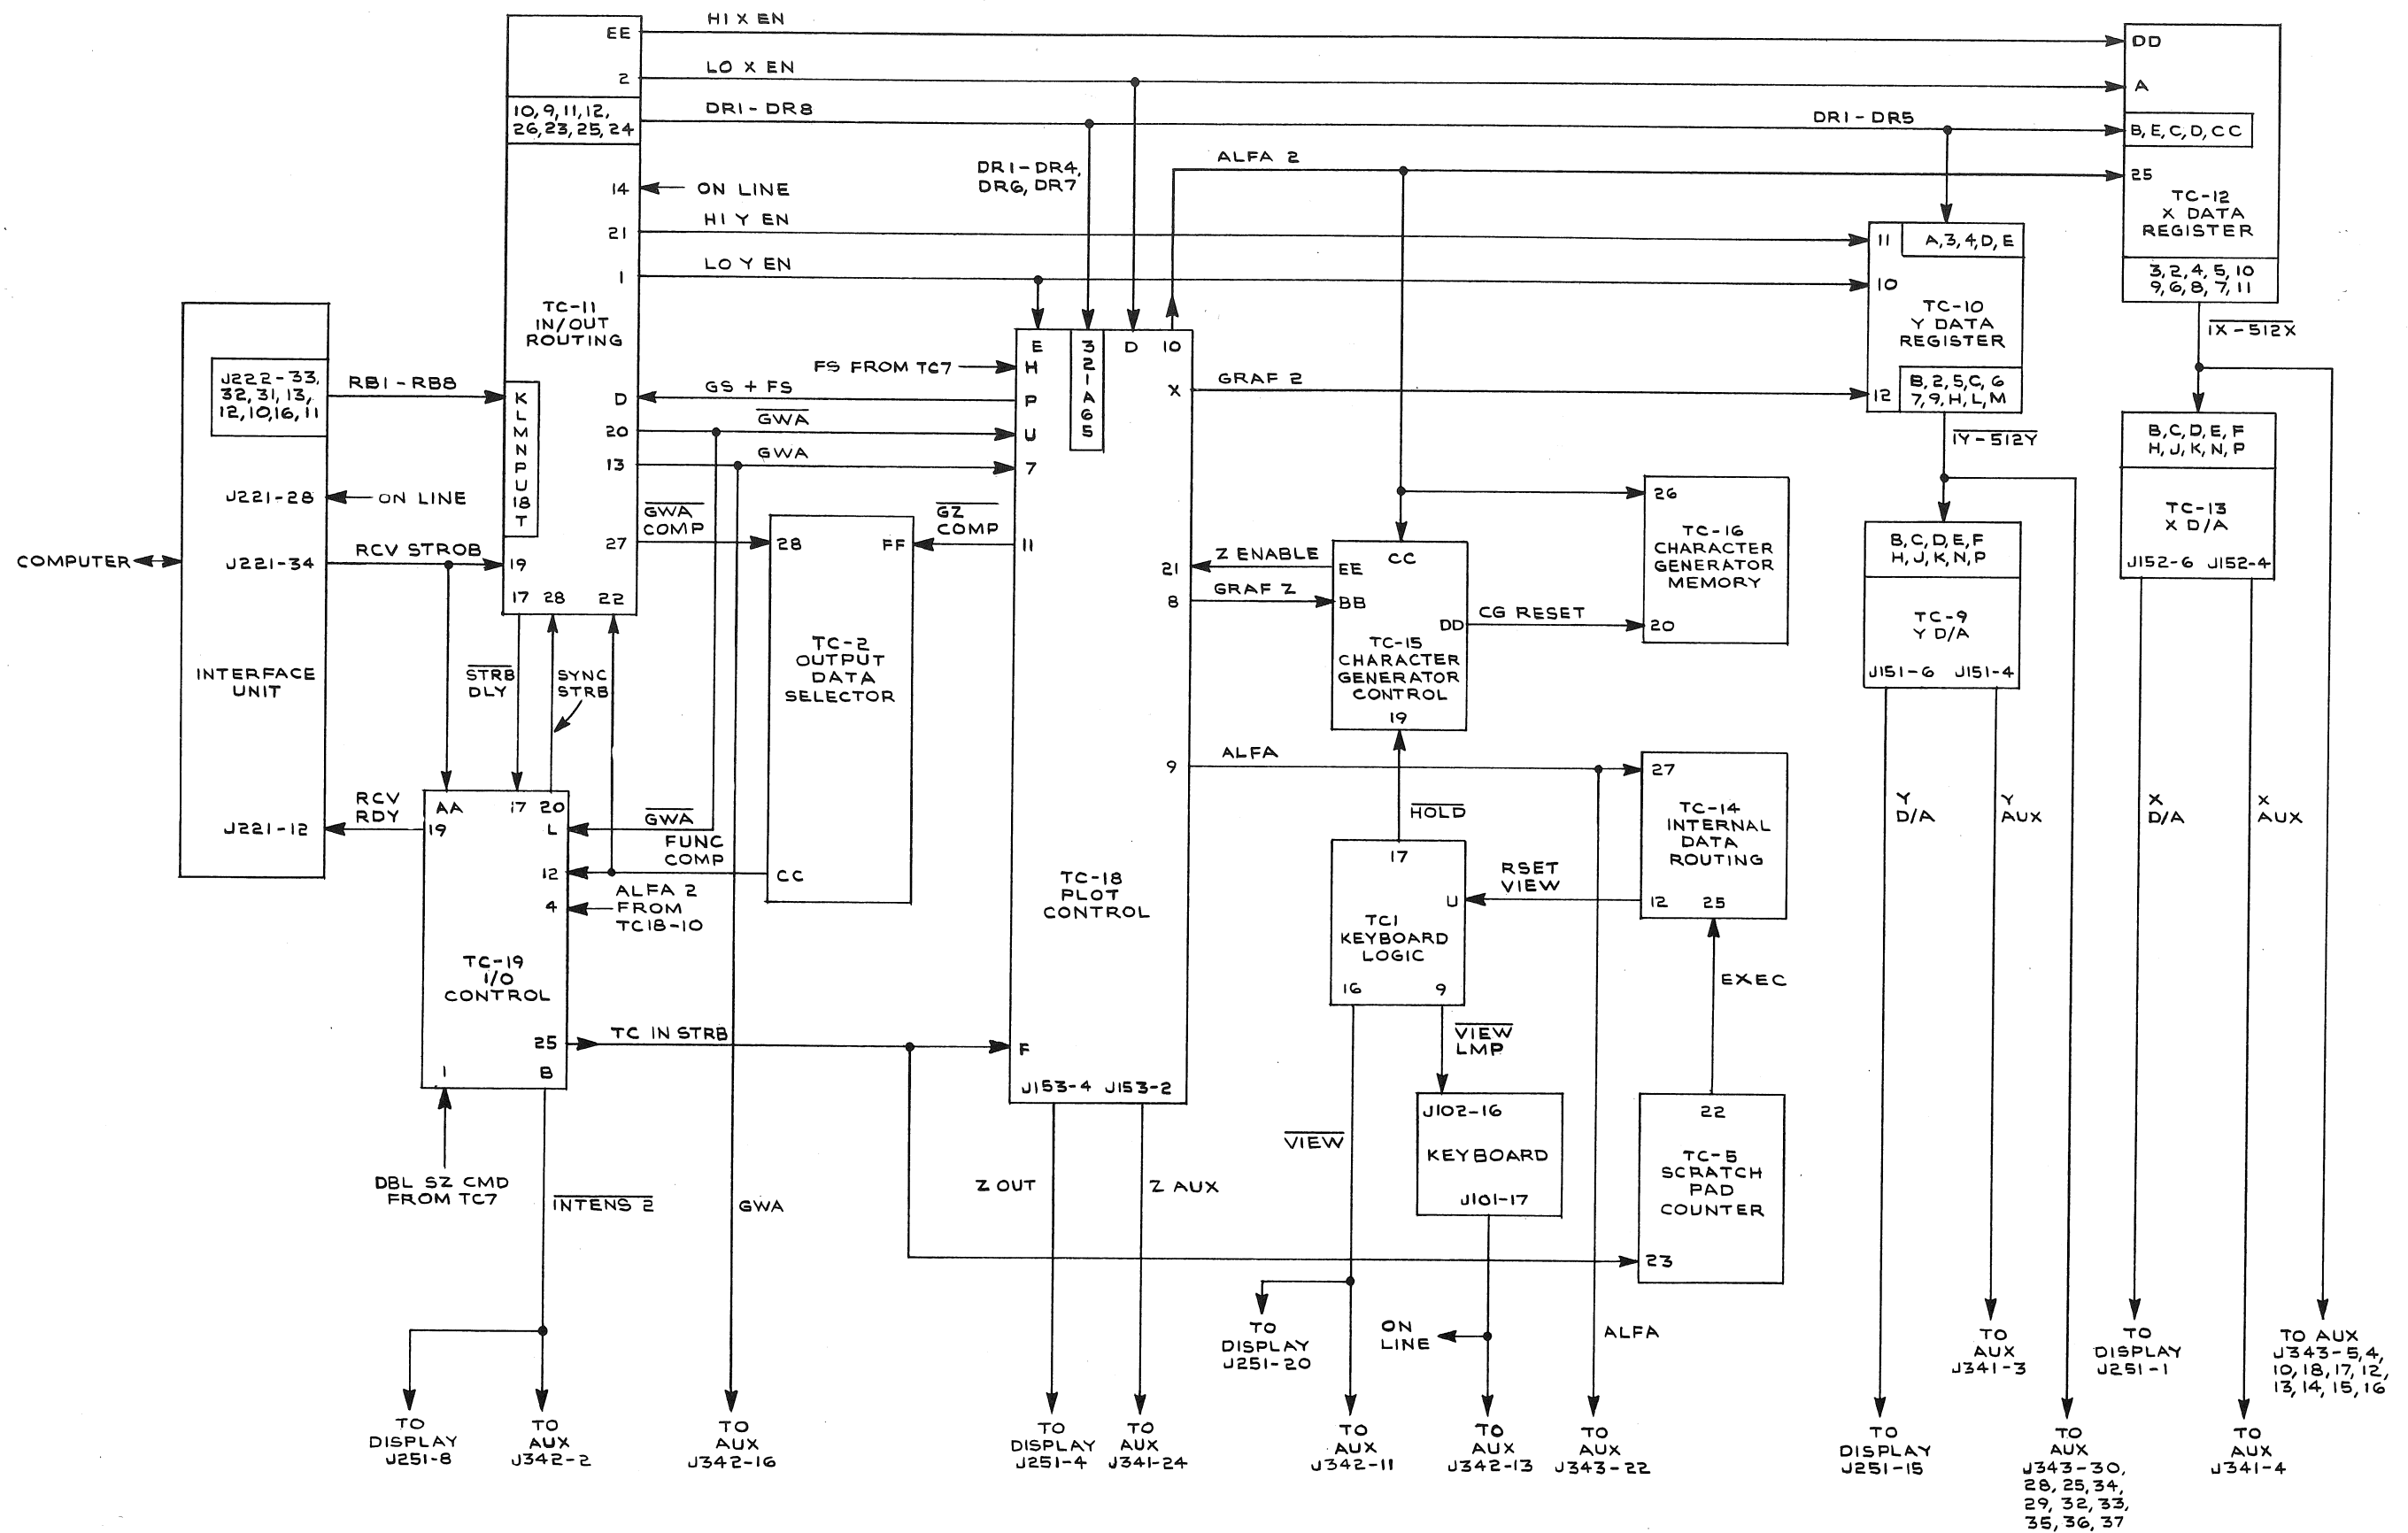 HI X EN
EE
DD
LO X EN
2
A
10, 9, 11, 12,
26, 23, 25, 24
DR1 - DR8
DR1 - DR5
B, E, C, D, CC
ALFA 2
DR1 - DR4,
DR6, DR7
25
TC-12
X DATA
REGISTER
3, 2, 4, 5, 10
9, 6, 8, 7, 11
14
ON LINE
HI Y EN
21
11
A, 3, 4, D, E
LO Y EN
1
10
TC-10
Y DATA
REGISTER
B, 2, 5, C, 6
7, 9, H, L, M
12
TC-11
IN/OUT
ROUTING
1X - 512X
1Y - 512Y
J222-33,
32, 31, 13,
12, 10, 16, 11
RB1 - RB8
K
L
M
N
P
U
18
T
E
3
2
1
A
6
5
D
10
FS FROM TC7
H
GS + FS
D
P
X
GRAF 2
GWA
20
U
GWA
13
7
J221-28
ON LINE
GWA
COMP
27
28
FF
GZ
COMP
11
COMPUTER
J221-34
RCV STROB
19
17
28
22
INTERFACE
UNIT
STRB
DLY
SYNC
STRB
TC-2
OUTPUT
DATA
SELECTOR
Z ENABLE
21
EE
CC
GRAF Z
8
BB
DD
CG RESET
TC-15
CHARACTER
GENERATOR
CONTROL
19
26
TC-16
CHARACTER
GENERATOR
MEMORY
20
B, C, D, E, F
H, J, K, N, P
TC-9
Y D/A
J151-6
J151-4
B, C, D, E, F
H, J, K, N, P
TC-13
X D/A
J152-6
J152-4
RCV
RDY
J221-12
AA
17
20
19
L
GWA
FUNC
COMP
12
CC
4
ALFA 2
FROM
TC18-10
TC-19
I/O
CONTROL
25
TC IN STRB
F
1
B
TC-18
PLOT
CONTROL
J153-4
J153-2
9
ALFA
27
TC-14
INTERNAL
DATA
ROUTING
12
25
HOLD
17
RSET
VIEW
U
TC1
KEYBOARD
LOGIC
16
9
VIEW
LMP
EXEC
VIEW
J102-16
KEYBOARD
J101-17
22
TC-5
SCRATCH
PAD
COUNTER
23
Y
D/A
Y
AUX
X
D/A
X
AUX
DBL SZ CMD
FROM TC7
INTENS 2
GWA
Z OUT
Z AUX
TO
DISPLAY
J251-20
ON
LINE
ALFA
TO
AUX
J341-3
TO
DISPLAY
J251-1
TO AUX
J343-5,4,
10, 18, 17, 12,
13, 14, 15, 16
TO
DISPLAY
J251-8
TO
AUX
J342-2
TO
AUX
J342-16
TO
DISPLAY
J251-4
TO
AUX
J341-24
TO
AUX
J342-11
TO
AUX
J342-13
TO
AUX
J343-22
TO
DISPLAY
J251-15
TO
AUX
J343-30,
28, 25, 34,
29, 32, 33,
35, 36, 37
TO
AUX
J341-4